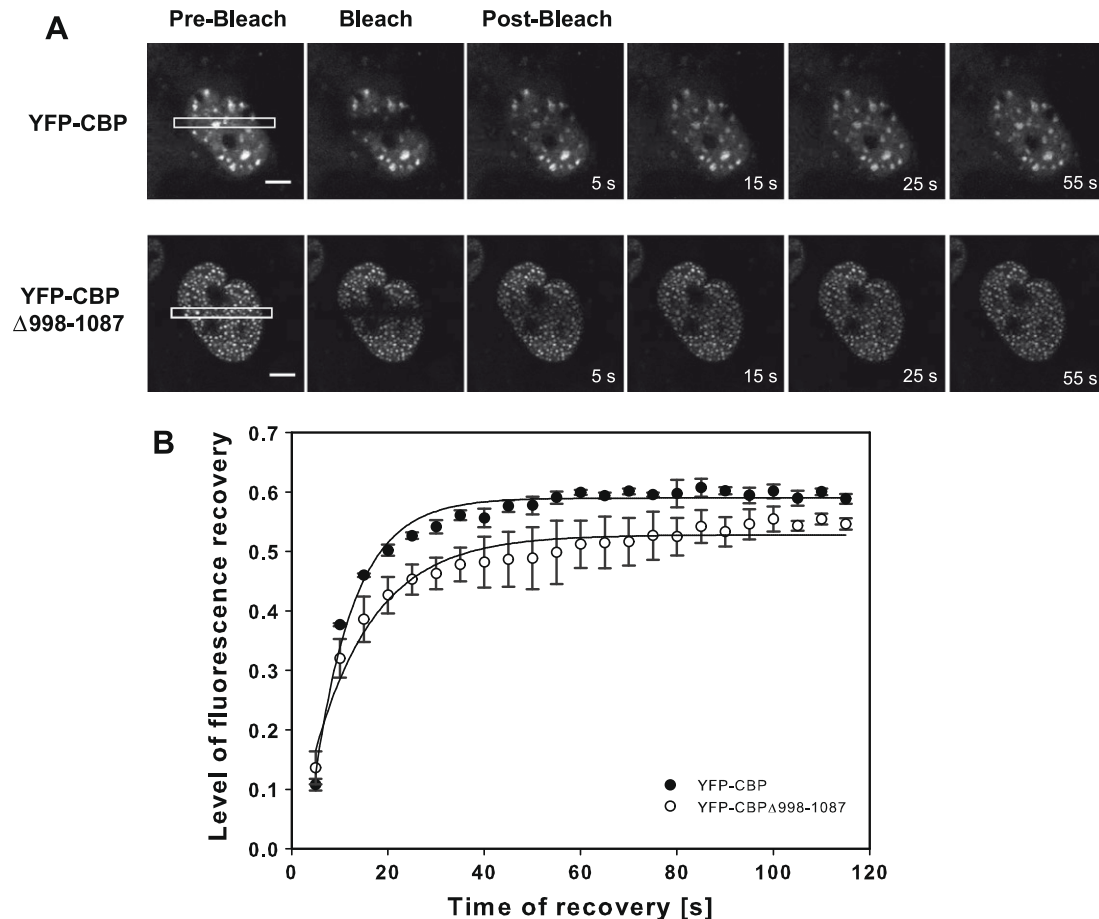 A
Pre-Bleach Bleach Post-Bleach
YFP-CBP
5 s 15 s 25 s 55 s
YFP-CBP
Δ998-1087
5 s 15 s 25 s 55 s
B
Level of fluorescence recovery
0.7
0.6
0.5
0.4
0.3
0.2
0.1
0.0
YFP-CBP
YFP-CBPΔ998-1087
0 20 40 60 80 100 120
Time of recovery [s]